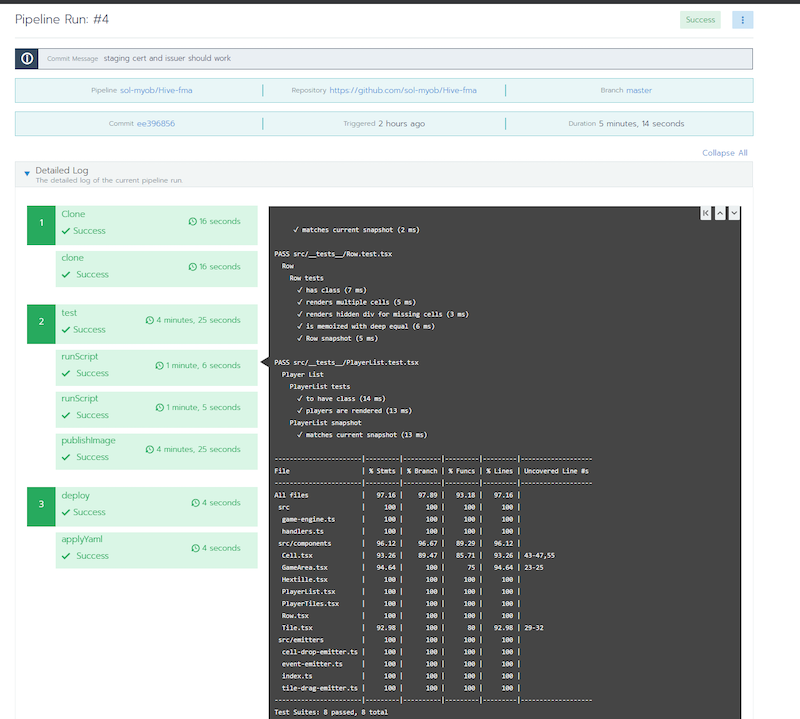 Pipeline Run: #4
Success
Commit Message staging cert and issuer should work
Pipeline sol-myob/Hive-fma
Repository https://github.com/sol-myob/Hive-fma
Branch master
Commit ee396856
Triggered 2 hours ago
Duration 5 minutes, 14 seconds
Collapse All
Detailed Log
The detailed log of the current pipeline run.
1
Clone
16 seconds
✓ Success
clone
16 seconds
✓ Success
2
test
4 minutes, 25 seconds
✓ Success
runScript
1 minute, 6 seconds
✓ Success
runScript
1 minute, 5 seconds
✓ Success
publishImage
4 minutes, 25 seconds
✓ Success
3
deploy
4 seconds
✓ Success
applyYaml
4 seconds
✓ Success
✓ matches current snapshot (2 ms)
PASS src/__tests__/Row.test.tsx
Row
Row tests
✓ has class (7 ms)
✓ renders multiple cells (5 ms)
✓ renders hidden div for missing cells (3 ms)
✓ is memoized with deep equal (6 ms)
✓ Row snapshot (5 ms)
PASS src/__tests__/PlayerList.test.tsx
Player List
PlayerList tests
✓ to have class (14 ms)
✓ players are rendered (13 ms)
PlayerList snapshot
✓ matches current snapshot (13 ms)
----------------------|---------|----------|---------|---------|-------------------
File | % Stmts | % Branch | % Funcs | % Lines | Uncovered Line #s
----------------------|---------|----------|---------|---------|-------------------
All files | 97.16 | 97.89 | 93.18 | 97.16 |
src | 100 | 100 | 100 | 100 |
game-engine.ts | 100 | 100 | 100 | 100 |
handlers.ts | 100 | 100 | 100 | 100 |
src/components | 96.12 | 96.67 | 89.29 | 96.12 |
Cell.tsx | 93.26 | 89.47 | 85.71 | 93.26 | 43-47,55
GameArea.tsx | 94.64 | 100 | 75 | 94.64 | 23-25
Hextille.tsx | 100 | 100 | 100 | 100 |
PlayerList.tsx | 100 | 100 | 100 | 100 |
PlayerTiles.tsx | 100 | 100 | 100 | 100 |
Row.tsx | 100 | 100 | 100 | 100 |
Tile.tsx | 92.98 | 100 | 80 | 92.98 | 29-32
src/emitters | 100 | 100 | 100 | 100 |
cell-drop-emitter.ts | 100 | 100 | 100 | 100 |
event-emitter.ts | 100 | 100 | 100 | 100 |
index.ts | 100 | 100 | 100 | 100 |
tile-drag-emitter.ts | 100 | 100 | 100 | 100 |
----------------------|---------|----------|---------|---------|-------------------
Test Suites: 8 passed, 8 total